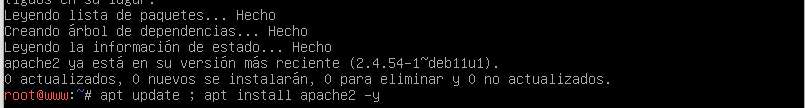 tiguos en su lugar.
Leyendo lista de paquetes... Hecho
Creando árbol de dependencias... Hecho
Leyendo la información de estado... Hecho
apache2 ya está en su versión más reciente (2.4.54-1~deb11u1).
0 actualizados, 0 nuevos se instalarán, 0 para eliminar y 0 no actualizados.
root@www:~# apt update ; apt install apache2 -y